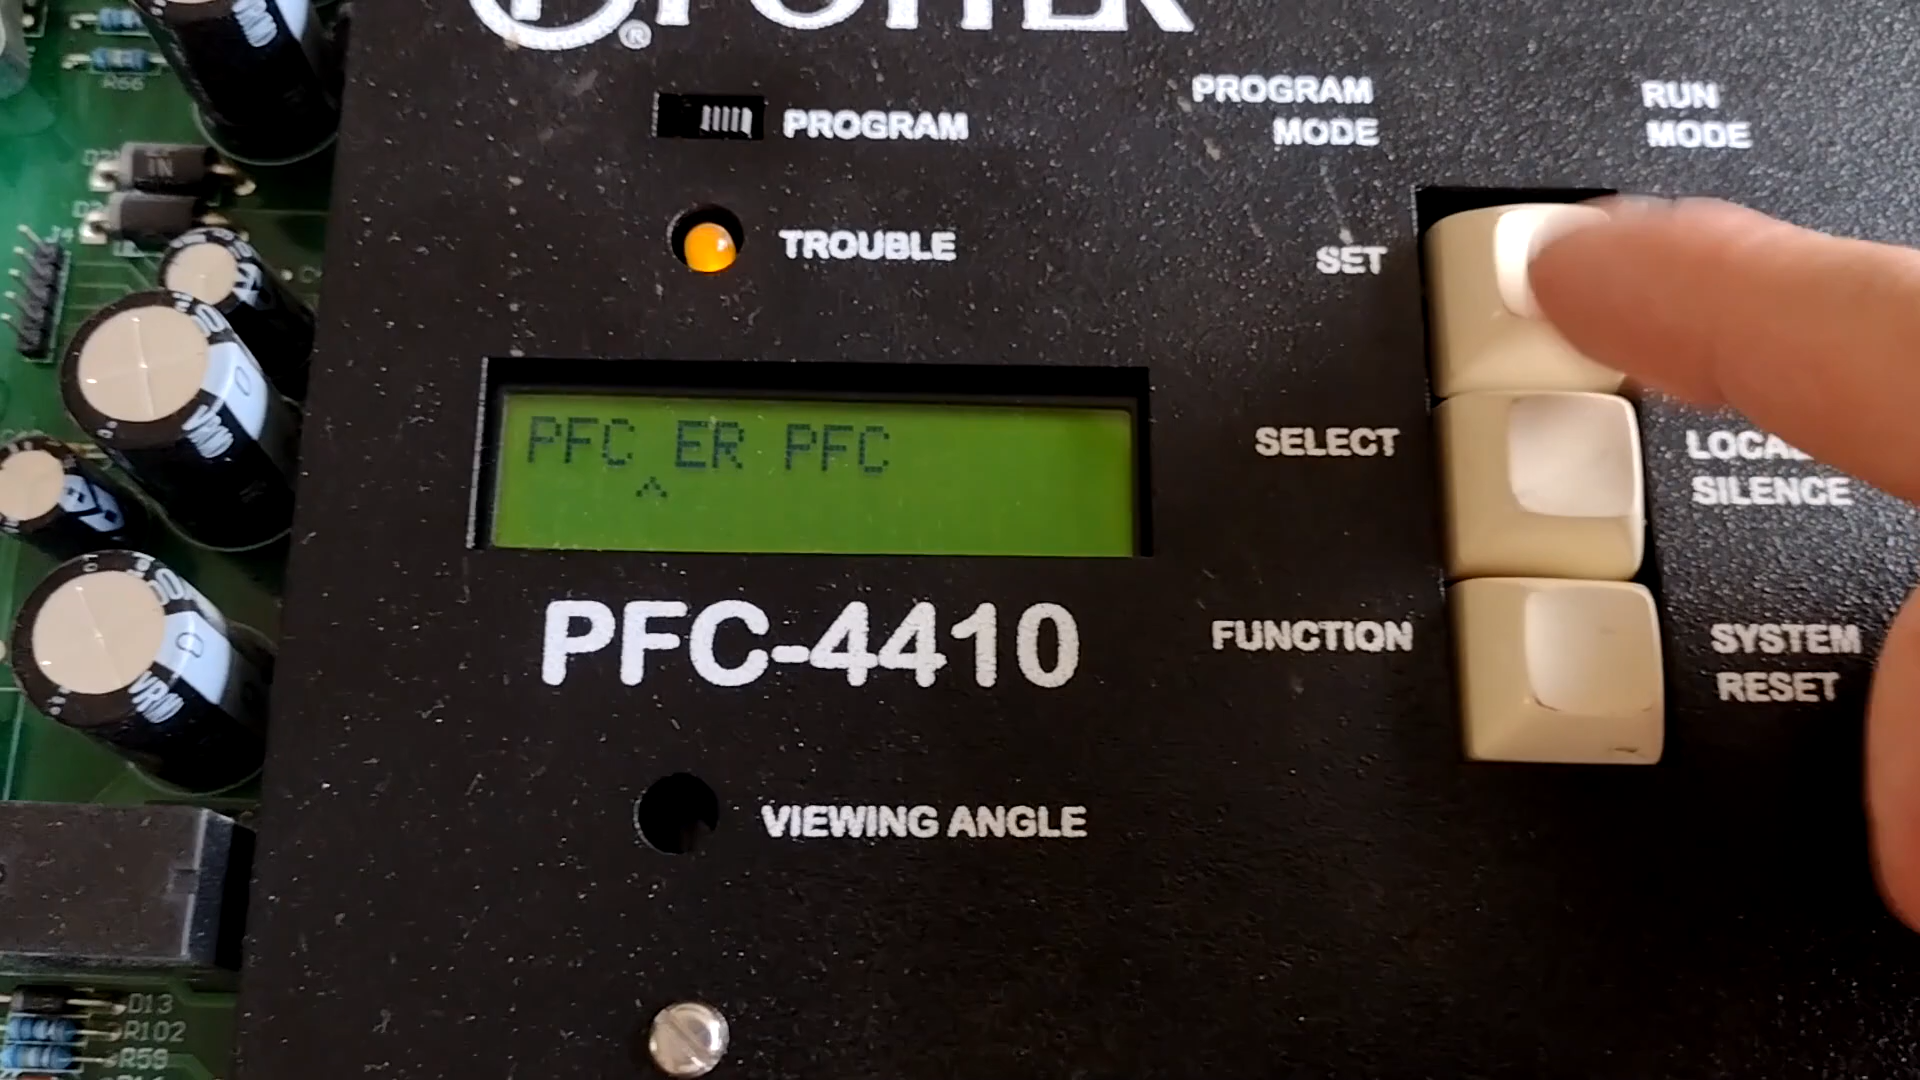 POTTER
®
PROGRAM
PROGRAM
MODE
RUN
MODE
TROUBLE
SET
PFC ER PFC
^
SELECT
SILENCE
PFC-4410
FUNCTION
SYSTEM
RESET
VIEWING ANGLE
D13
R102
R59